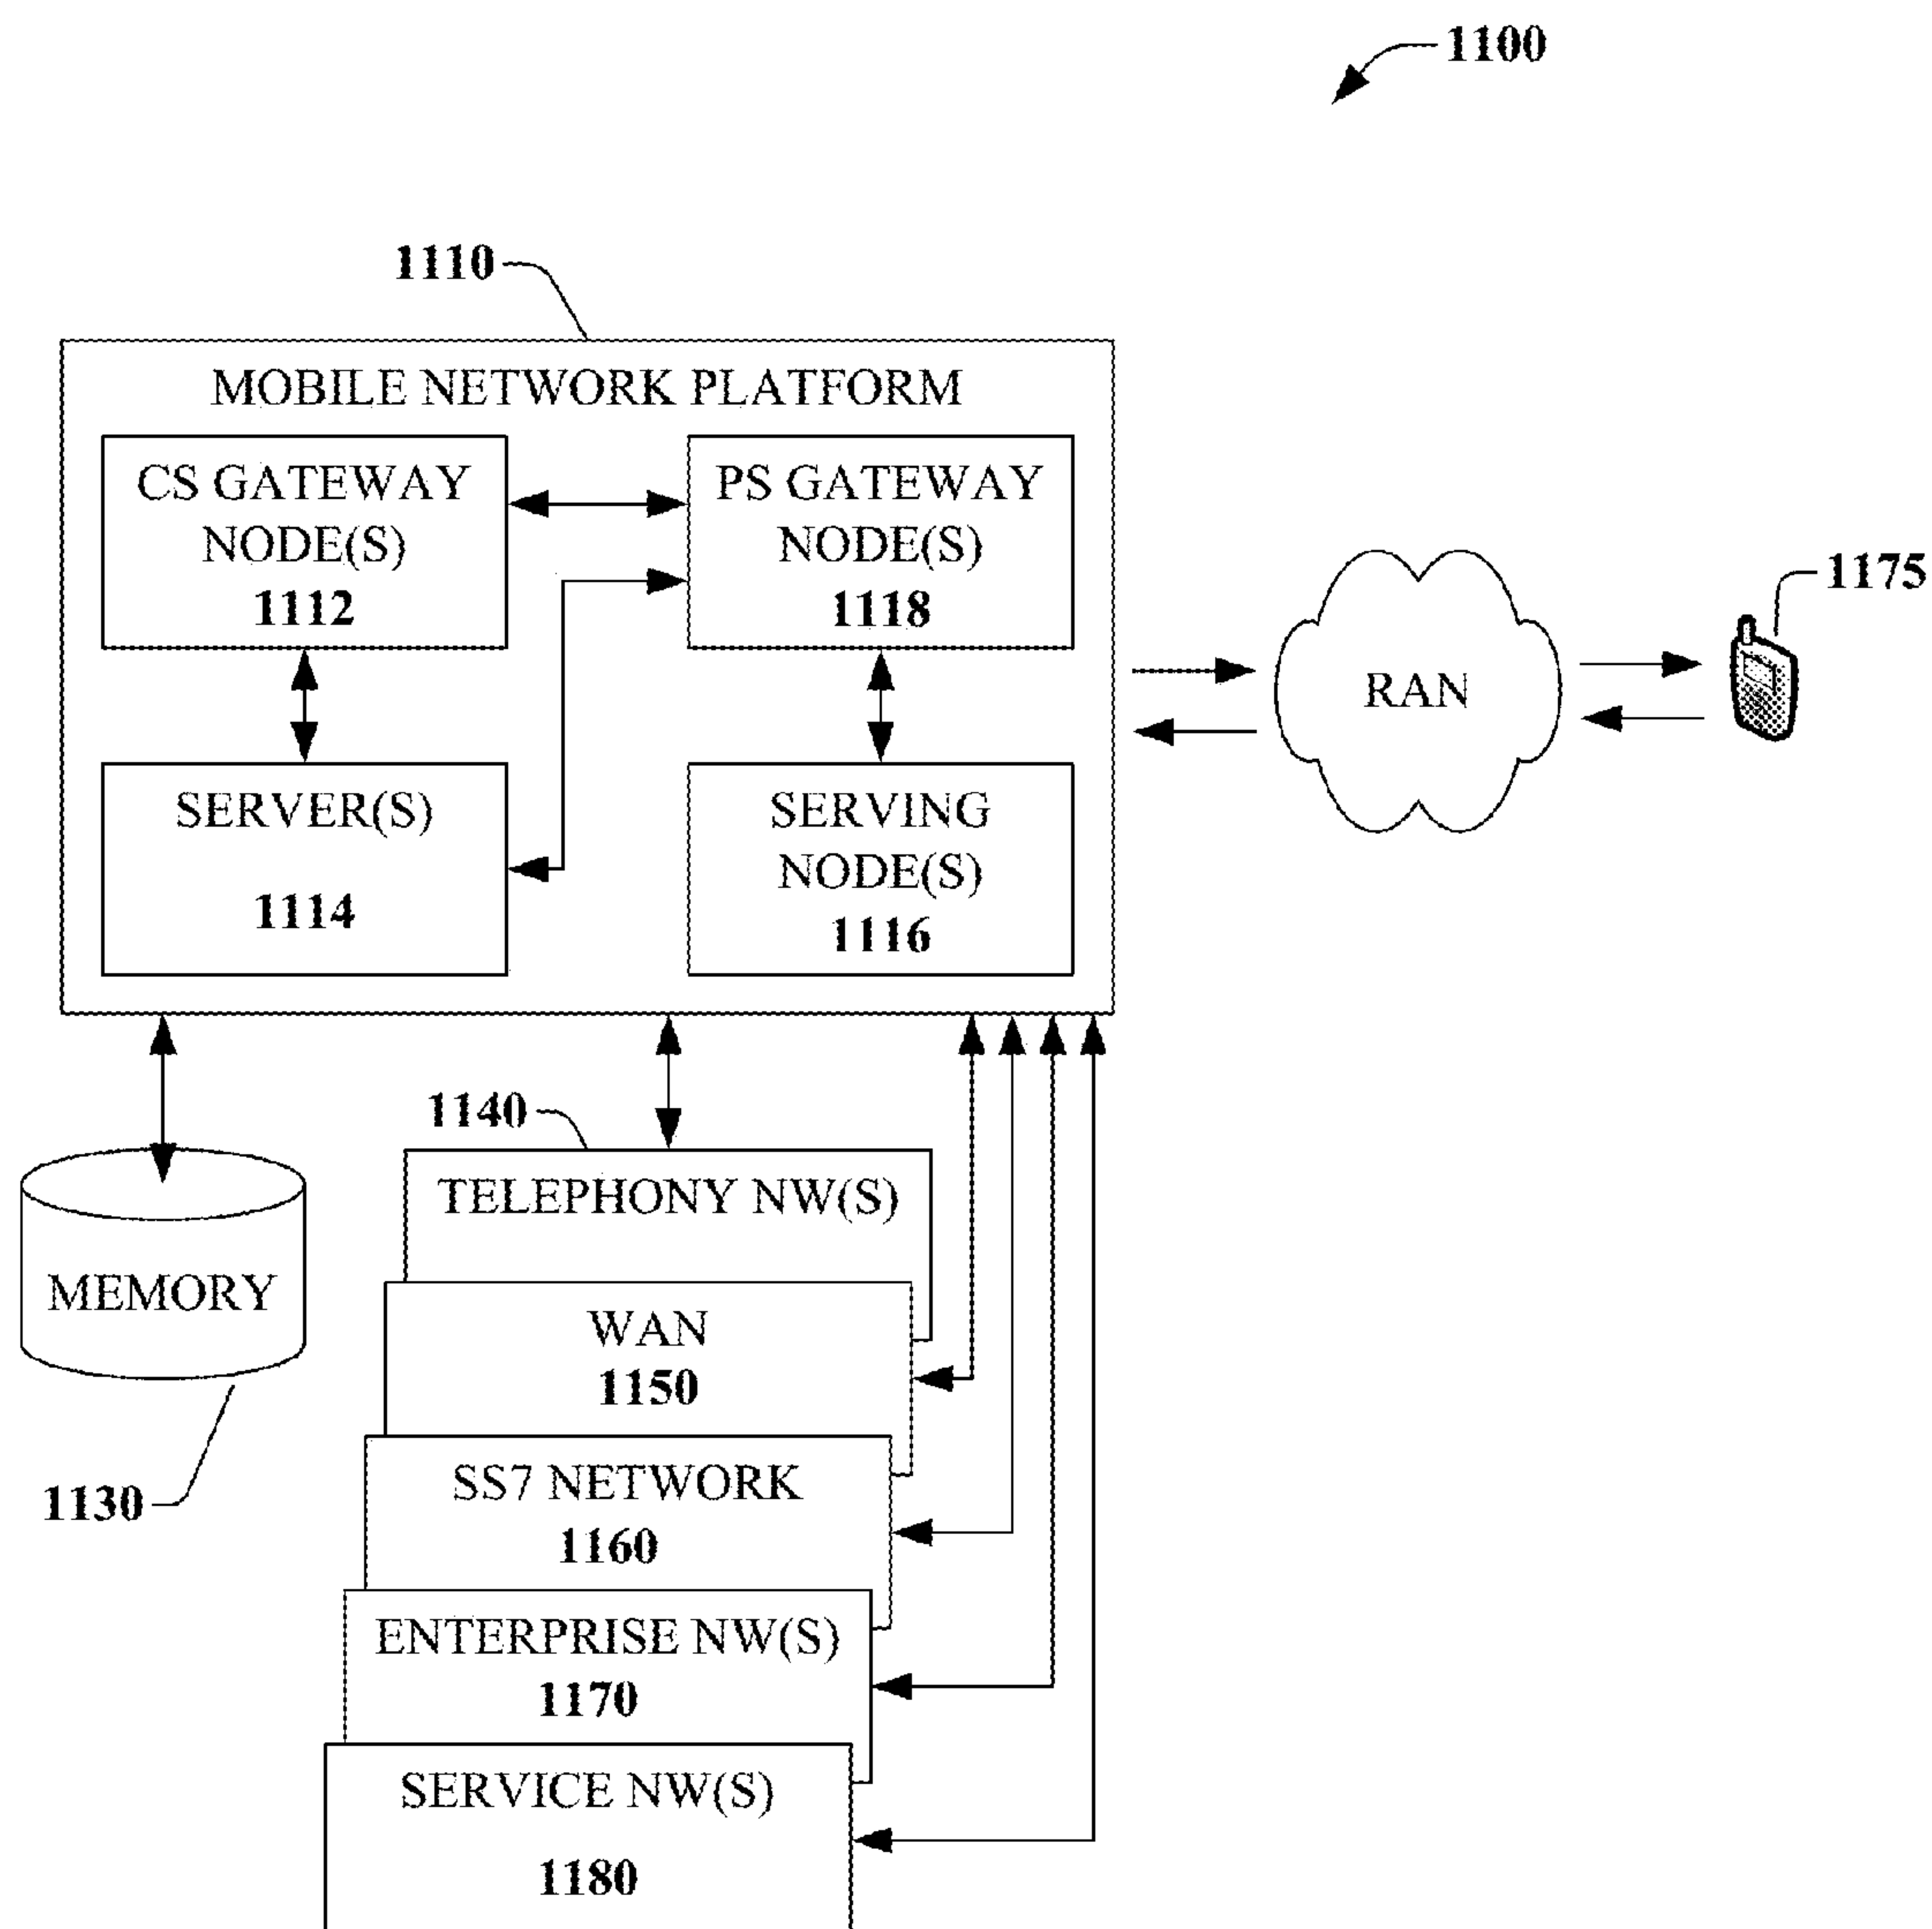 1100
1110
MOBILE NETWORK PLATFORM
CS GATEWAY
NODE(S)
1112
PS GATEWAY
NODE(S)
1118
SERVER(S)
1114
SERVING
NODE(S)
1116
RAN
1175
1140
TELEPHONY NW(S)
MEMORY
1130
WAN
1150
SS7 NETWORK
1160
ENTERPRISE NW(S)
1170
SERVICE NW(S)
1180